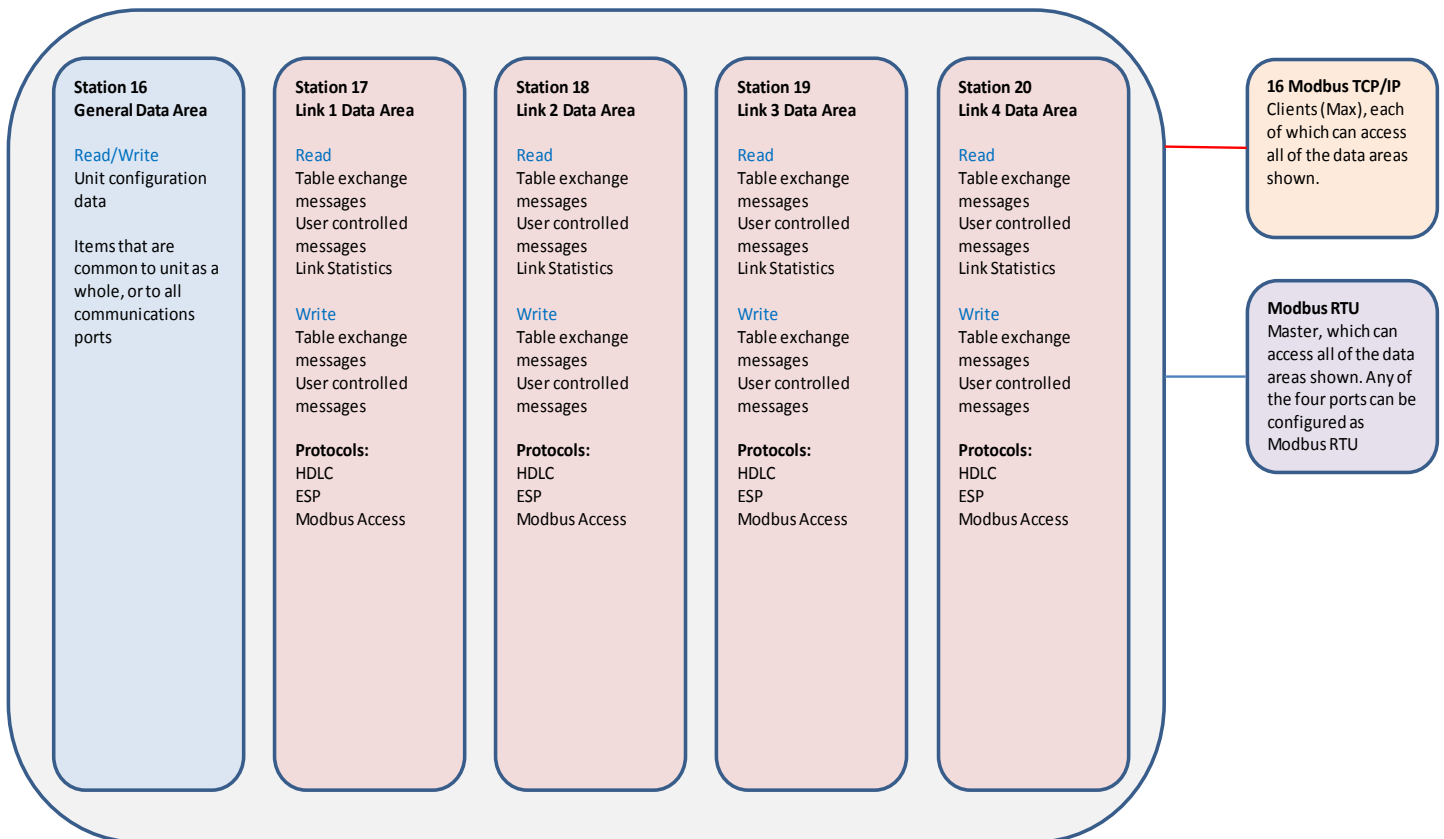 Station 16
General Data Area
Read/Write
Unit configuration
data
Items that are
common to unit as a
whole, or to all
communications
ports
Station 17
Link 1 Data Area
Read
Table exchange
messages
User controlled
messages
Link Statistics
Write
Table exchange
messages
User controlled
messages
Protocols:
HDLC
ESP
Modbus Access
Station 18
Link 2 Data Area
Read
Table exchange
messages
User controlled
messages
Link Statistics
Write
Table exchange
messages
User controlled
messages
Protocols:
HDLC
ESP
Modbus Access
Station 19
Link 3 Data Area
Read
Table exchange
messages
User controlled
messages
Link Statistics
Write
Table exchange
messages
User controlled
messages
Protocols:
HDLC
ESP
Modbus Access
Station 20
Link 4 Data Area
Read
Table exchange
messages
User controlled
messages
Link Statistics
Write
Table exchange
messages
User controlled
messages
Protocols:
HDLC
ESP
Modbus Access
16 Modbus TCP/IP
Clients (Max), each
of which can access
all of the data areas
shown.
Modbus RTU
Master, which can
access all of the data
areas shown. Any of
the four ports can be
configured as
Modbus RTU